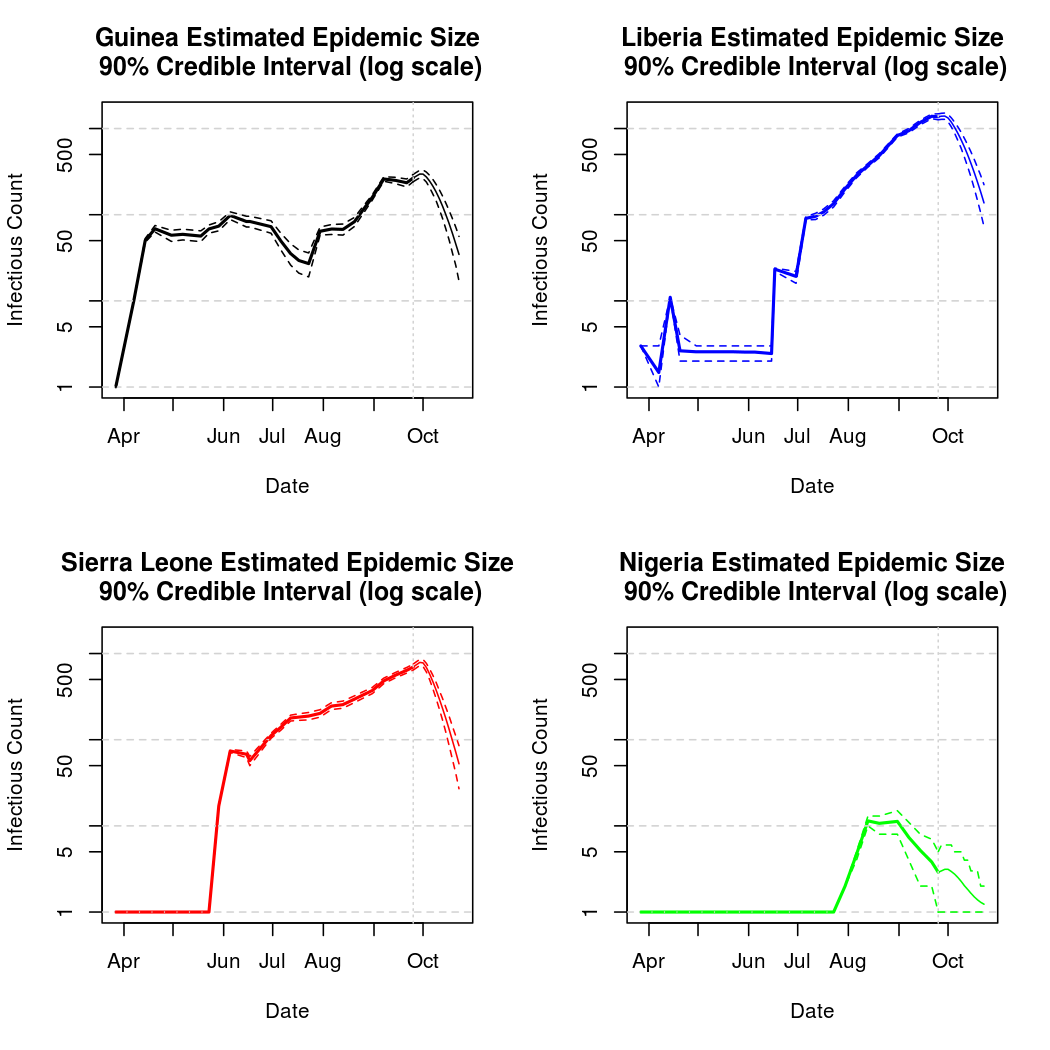 Guinea Estimated Epidemic Size
90% Credible Interval (log scale)
Infectious Count
500
50
5
1
Apr Jun Jul Aug Oct
Date
Liberia Estimated Epidemic Size
90% Credible Interval (log scale)
Infectious Count
500
50
5
1
Apr Jun Jul Aug Oct
Date
Sierra Leone Estimated Epidemic Size
90% Credible Interval (log scale)
Infectious Count
500
50
5
1
Apr Jun Jul Aug Oct
Date
Nigeria Estimated Epidemic Size
90% Credible Interval (log scale)
Infectious Count
500
50
5
1
Apr Jun Jul Aug Oct
Date